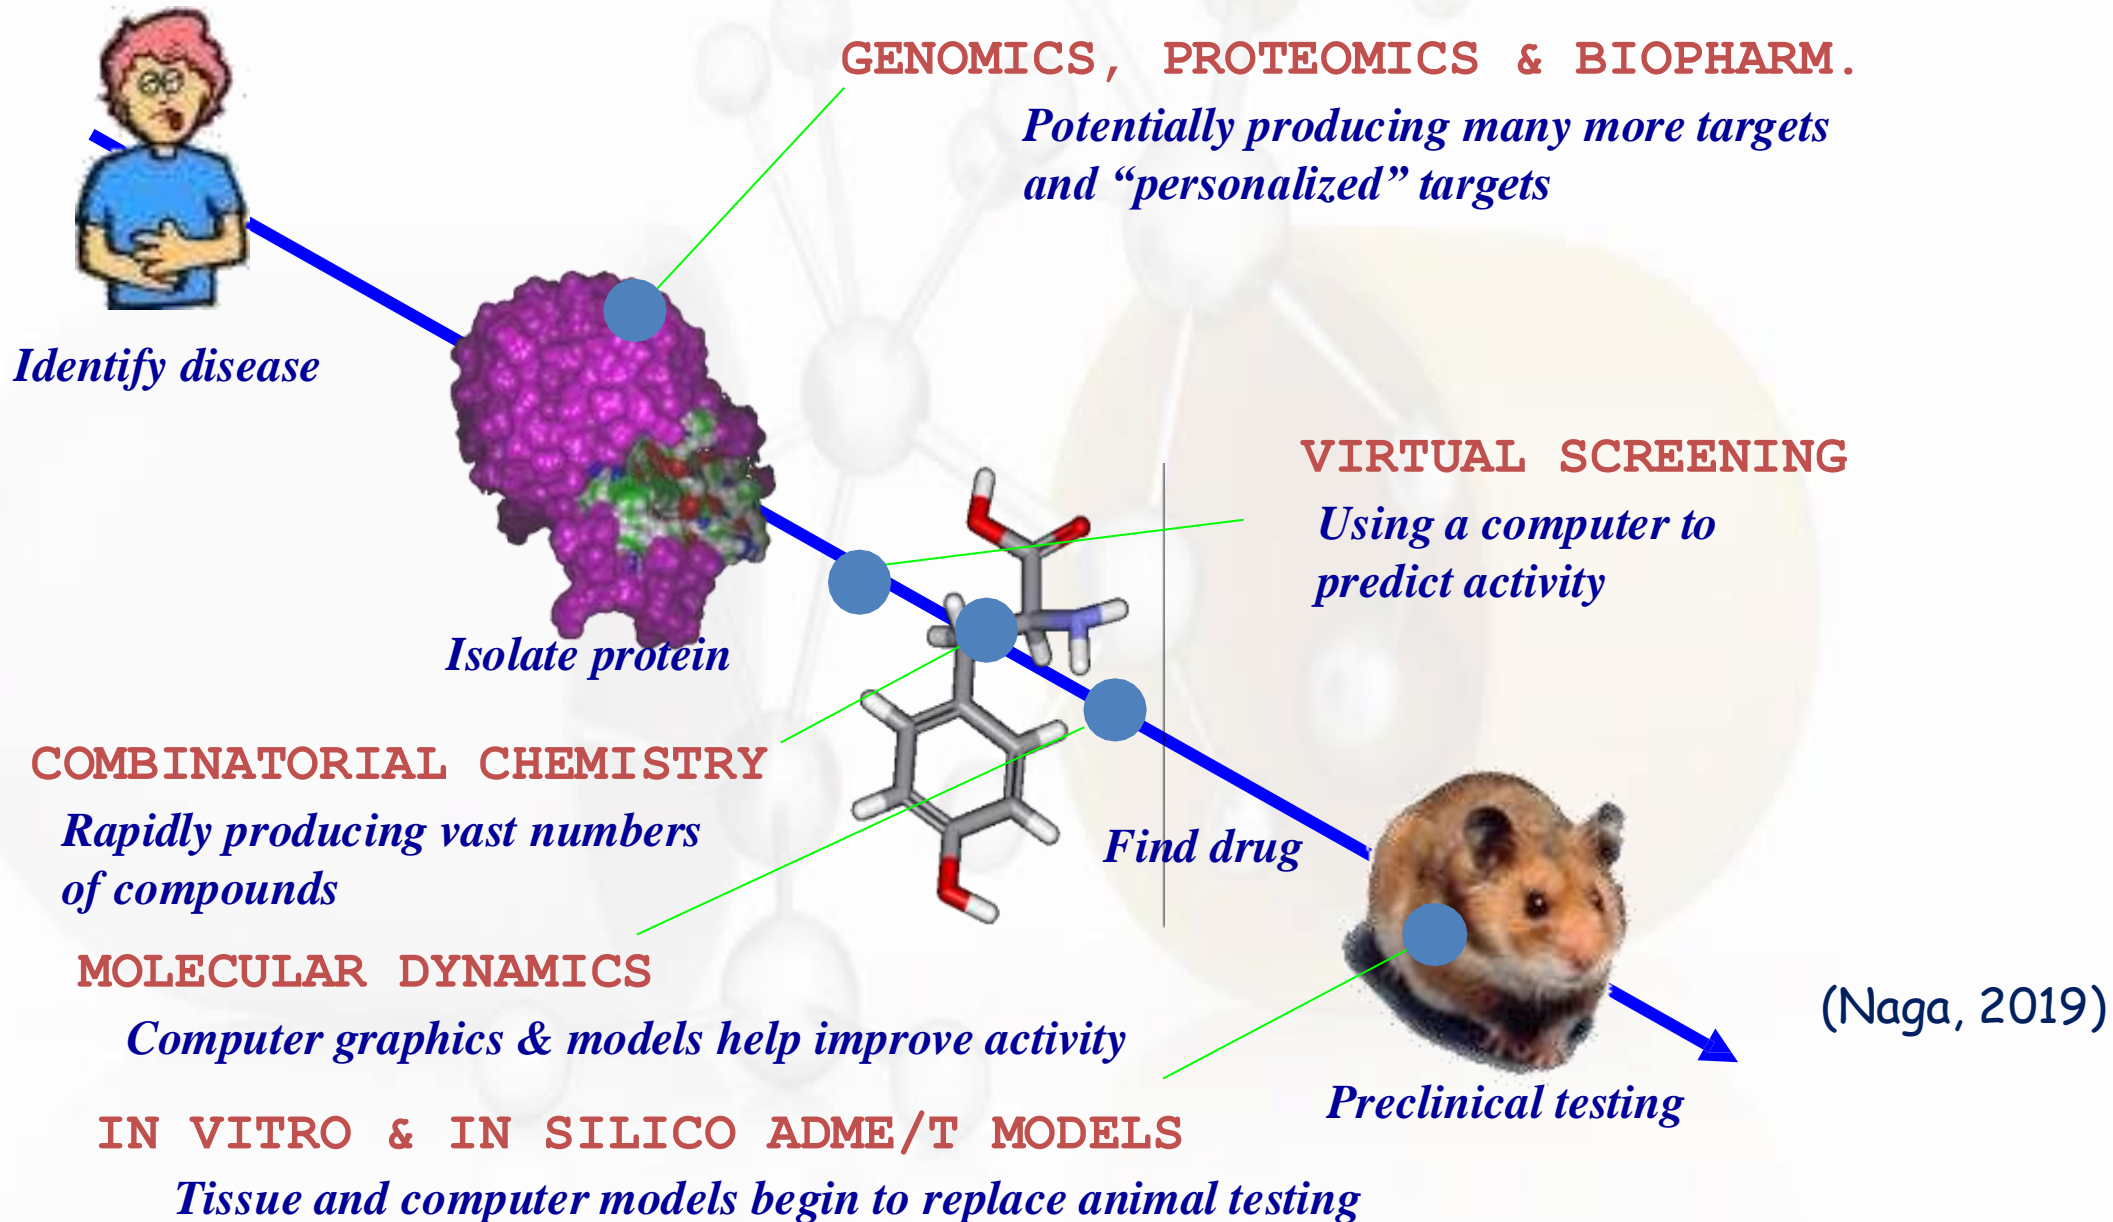 GENOMICS, PROTEOMICS & BIOPHARM.
Potentially producing many more targets
and “personalized” targets
Identify disease
VIRTUAL SCREENING
Using a computer to
predict activity
Isolate protein
COMBINATORIAL CHEMISTRY
Rapidly producing vast numbers
of compounds
Find drug
MOLECULAR DYNAMICS
Computer graphics & models help improve activity
(Naga, 2019)
Preclinical testing
IN VITRO & IN SILICO ADME/T MODELS
Tissue and computer models begin to replace animal testing